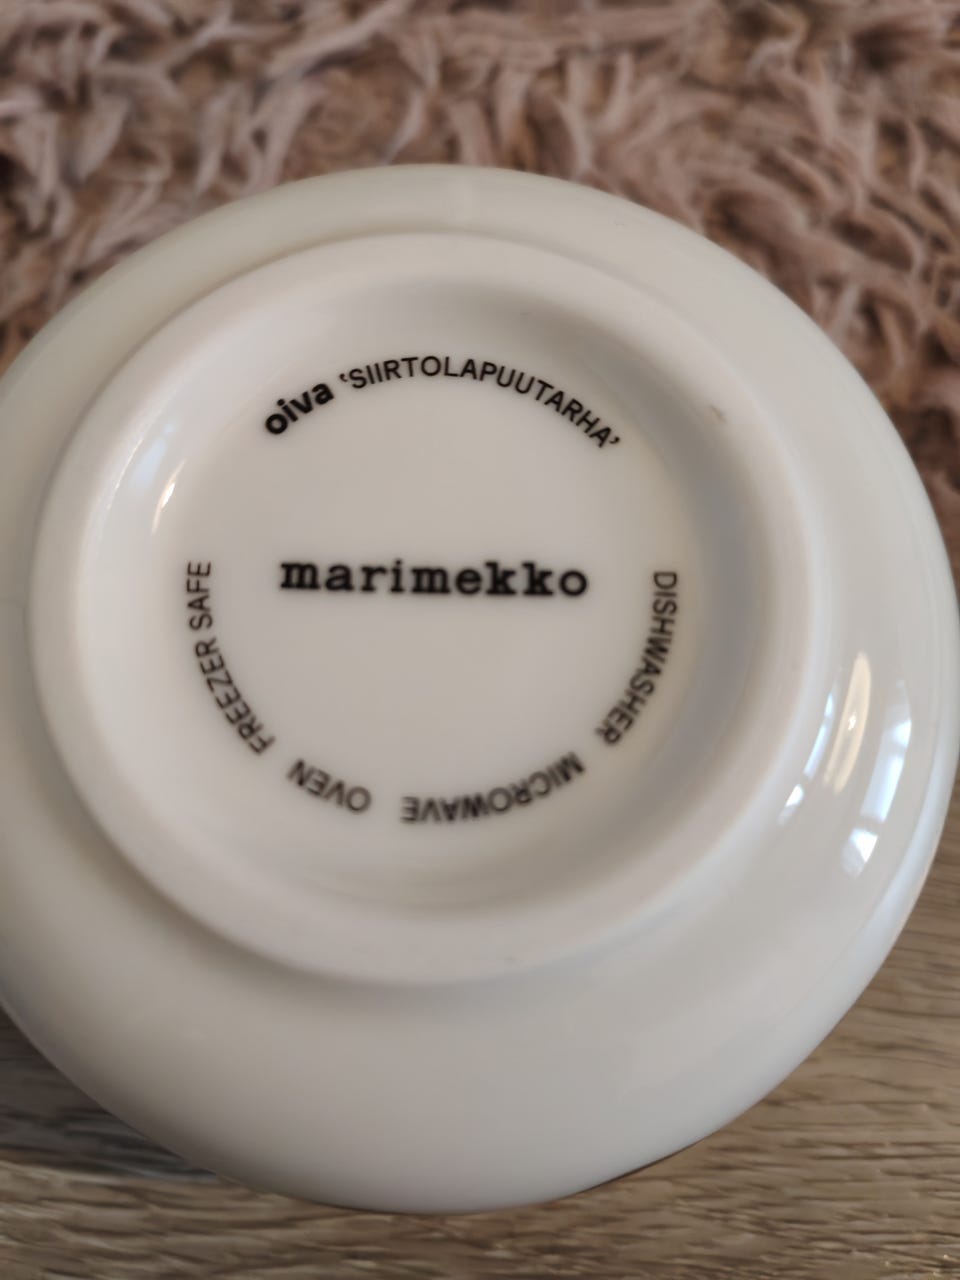 oiva ‘SIIRTOLAPUUTARHA’
marimekko
DISHWASHER MICROWAVE OVEN FREEZER SAFE